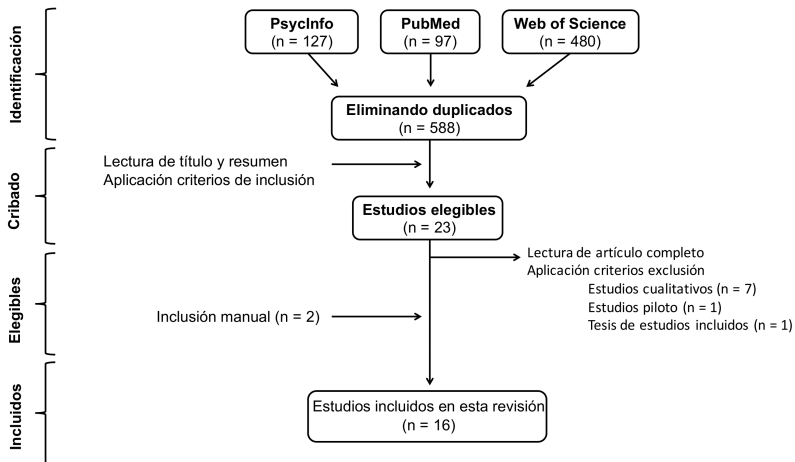 Identificación
PsycInfo
(n = 127)
PubMed
(n = 97)
Web of Science
(n = 480)
Eliminando duplicados
(n = 588)
Cribado
Lectura de título y resumen
Aplicación criterios de inclusión
Estudios elegibles
(n = 23)
Elegibles
Lectura de artículo completo
Aplicación criterios exclusión
Estudios cualitativos (n = 7)
Estudios piloto (n = 1)
Tesis de estudios incluidos (n = 1)
Inclusión manual (n = 2)
Incluidos
Estudios incluidos en esta revisión
(n = 16)